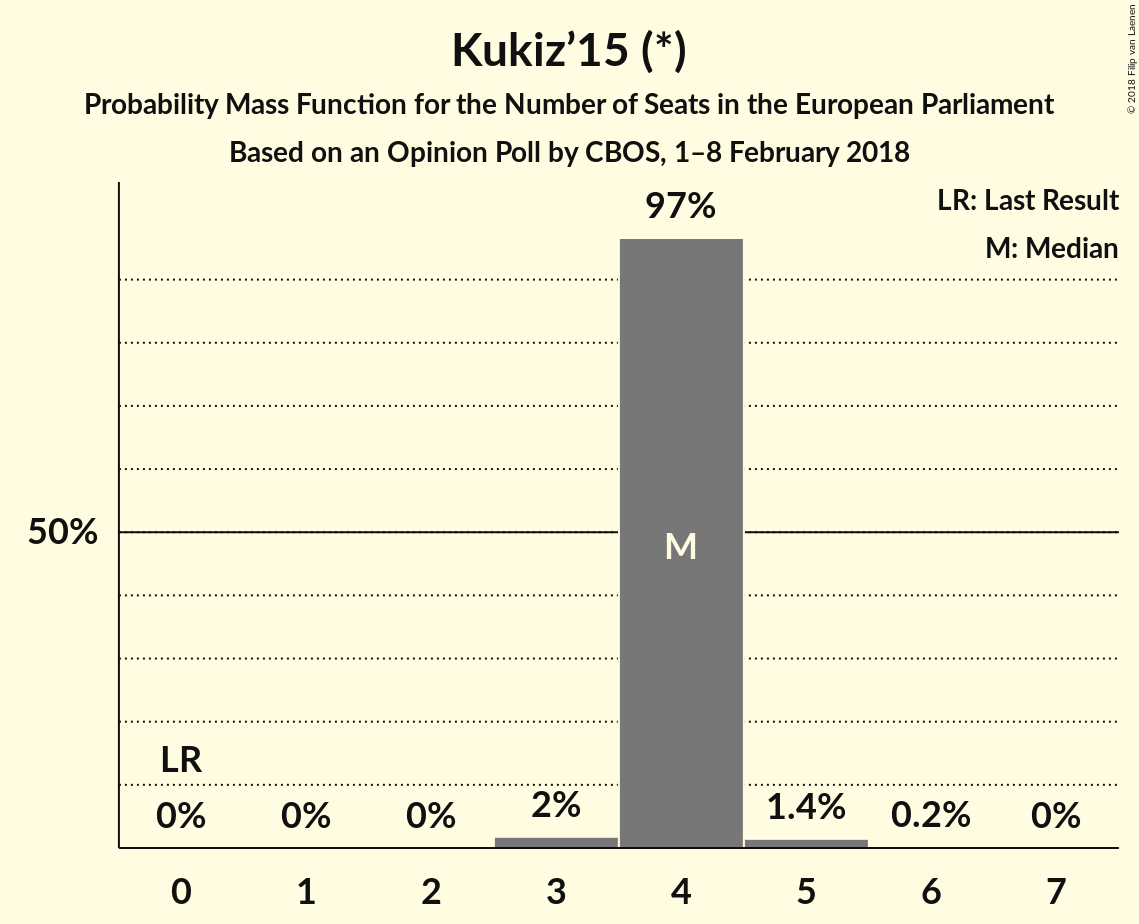 Kukiz’15 (*)
Probability Mass Function for the Number of Seats in the European Parliament
Based on an Opinion Poll by CBOS, 1–8 February 2018
© 2018 Filip van Laenen
LR: Last Result
M: Median
97%
50%
M
LR
0% 0% 0% 2% 1.4% 0.2% 0%
0 1 2 3 4 5 6 7